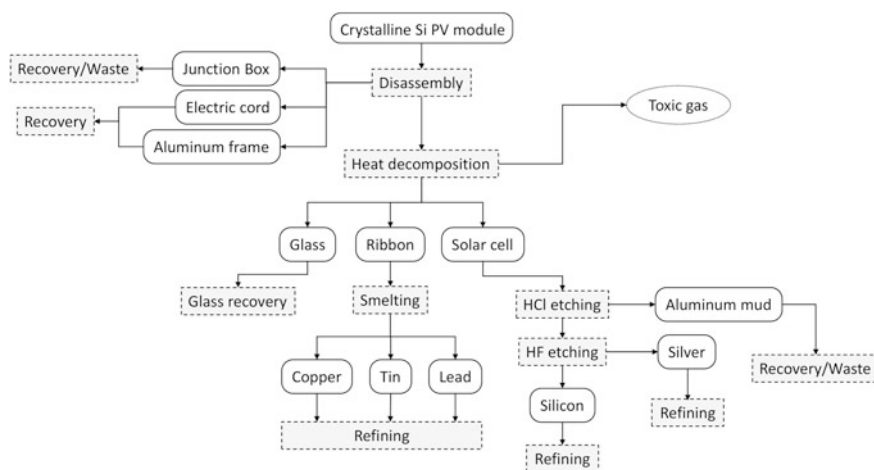 Crystalline Si PV module
Recovery/Waste
Junction Box
Disassembly
Electric cord
Recovery
Toxic gas
Aluminum frame
Heat decomposition
Glass
Ribbon
Solar cell
Glass recovery
Smelting
HCl etching
Aluminum mud
HF etching
Silver
Copper
Tin
Lead
Recovery/Waste
Silicon
Refining
Refining
Refining